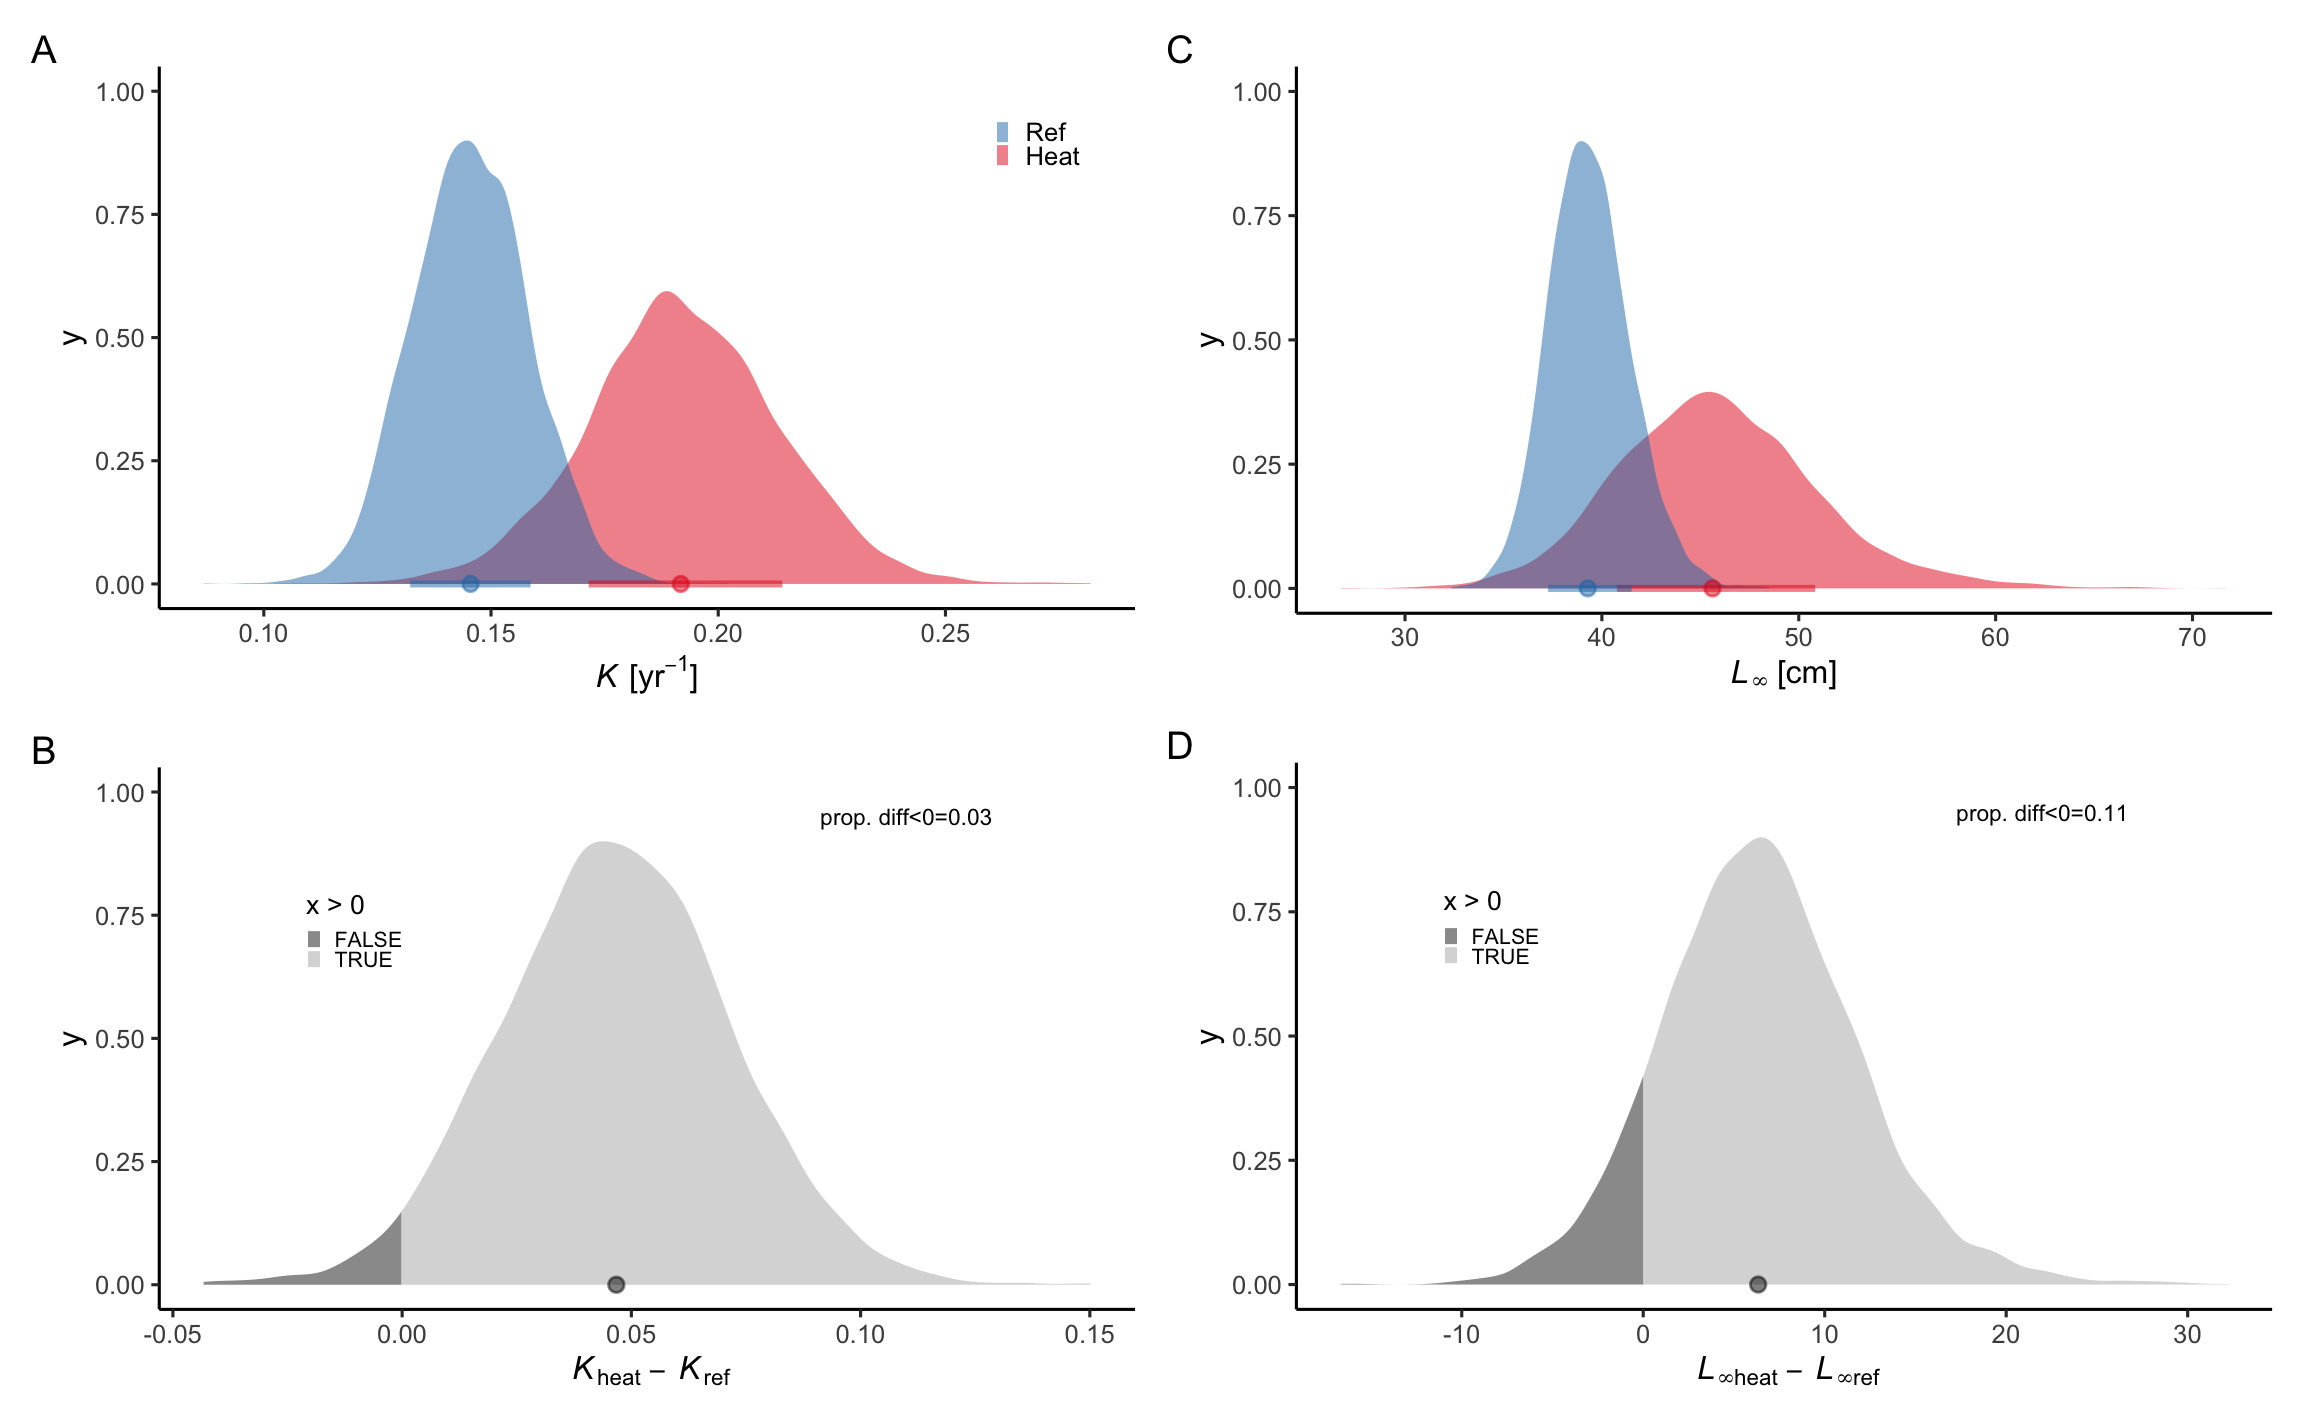 A
1.00
0.75
0.50
0.25
0.00
y
Ref
Heat
0.10 0.15 0.20 0.25
K [yr⁻¹]
C
1.00
0.75
0.50
0.25
0.00
y
30 40 50 60 70
L∞ [cm]
B
1.00
0.75
0.50
0.25
0.00
y
prop. diff<0=0.03
x > 0
FALSE
TRUE
-0.05 0.00 0.05 0.10 0.15
Kheat − Kref
D
1.00
0.75
0.50
0.25
0.00
y
prop. diff<0=0.11
x > 0
FALSE
TRUE
-10 0 10 20 30
L∞heat − L∞ref